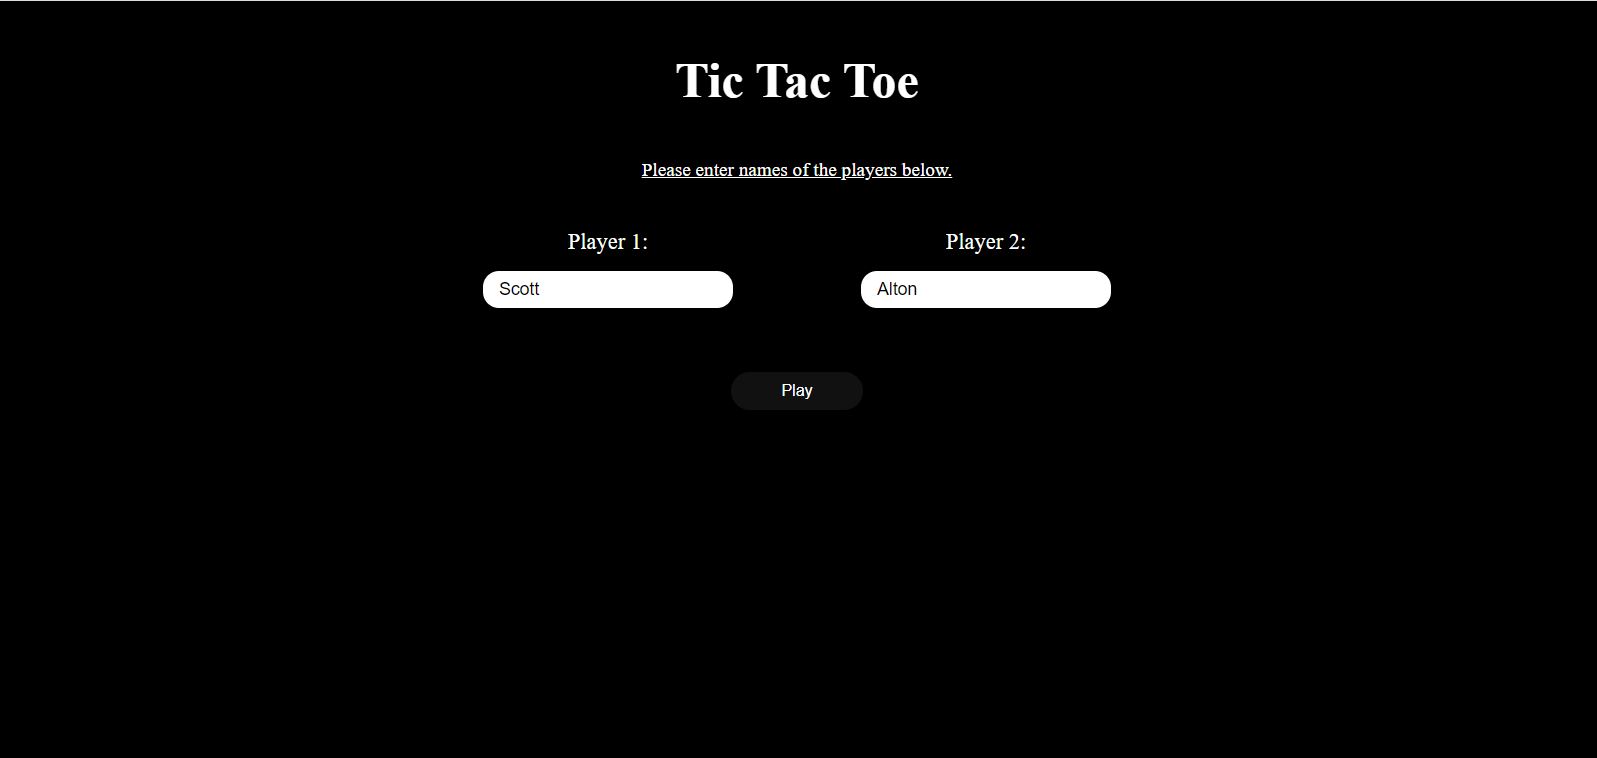 Tic Tac Toe
Please enter names of the players below.
Player 1:
Player 2:
Scott
Alton
Play